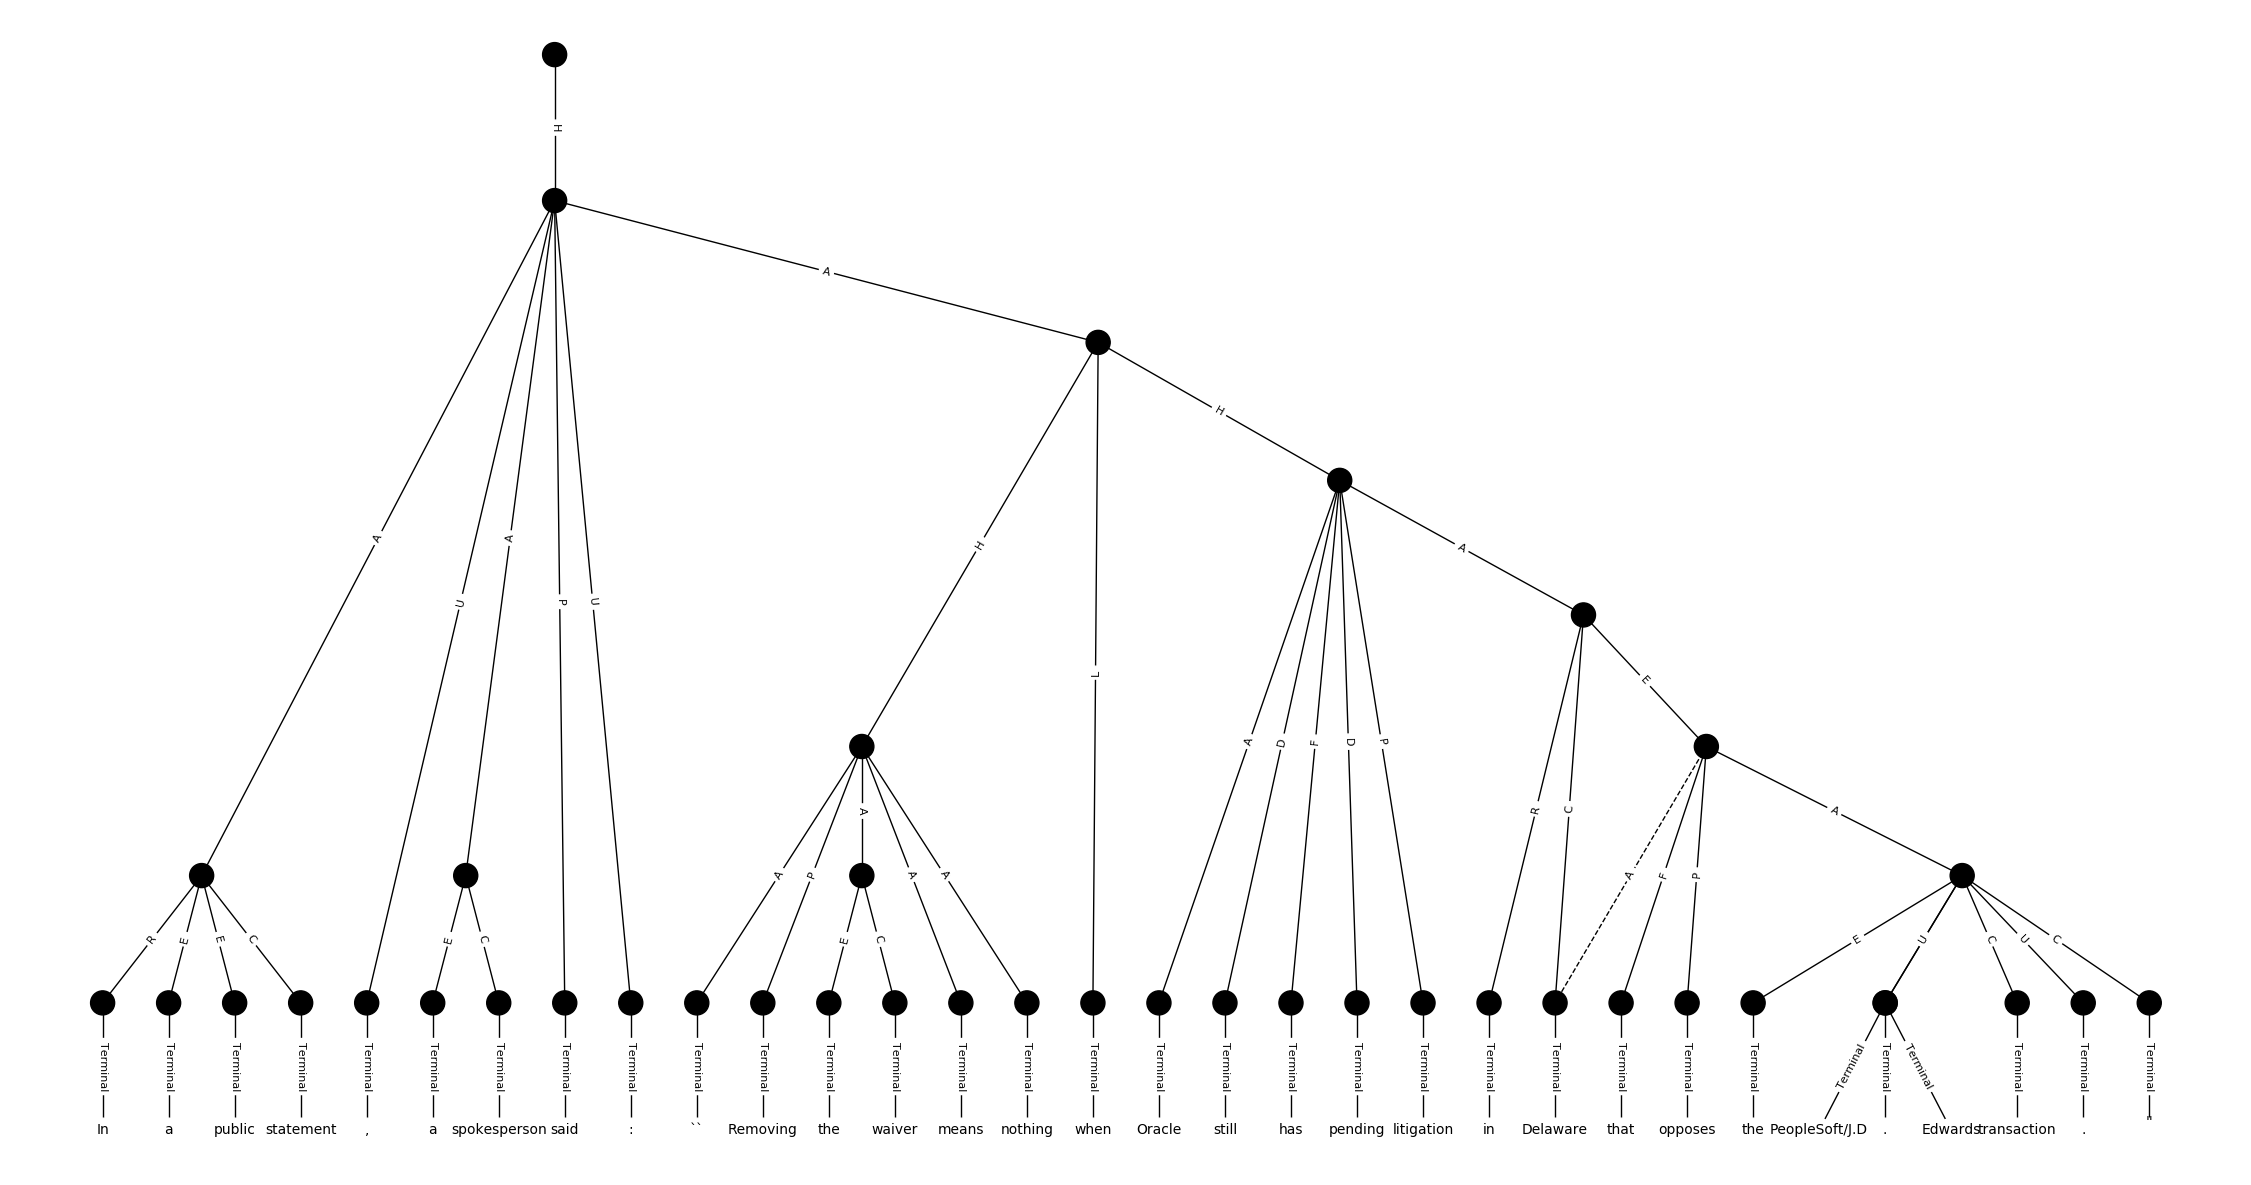 H
A
H
A
H
A
U
A
P
U
L
A
D
F
D
P
E
R
C
A
A
P
A
A
A
A
F
P
R
E
E
C
E
C
E
C
E
U
C
U
C
Terminal Terminal Terminal Terminal Terminal Terminal Terminal Terminal Terminal Terminal Terminal Terminal Terminal Terminal Terminal Terminal Terminal Terminal Terminal Terminal Terminal Terminal Terminal Terminal Terminal Terminal Terminal Terminal Terminal Terminal Terminal Terminal
In a public statement , a spokesperson said : `` Removing the waiver means nothing when Oracle still has pending litigation in Delaware that opposes the PeopleSoft/J.D . Edwards transaction . "